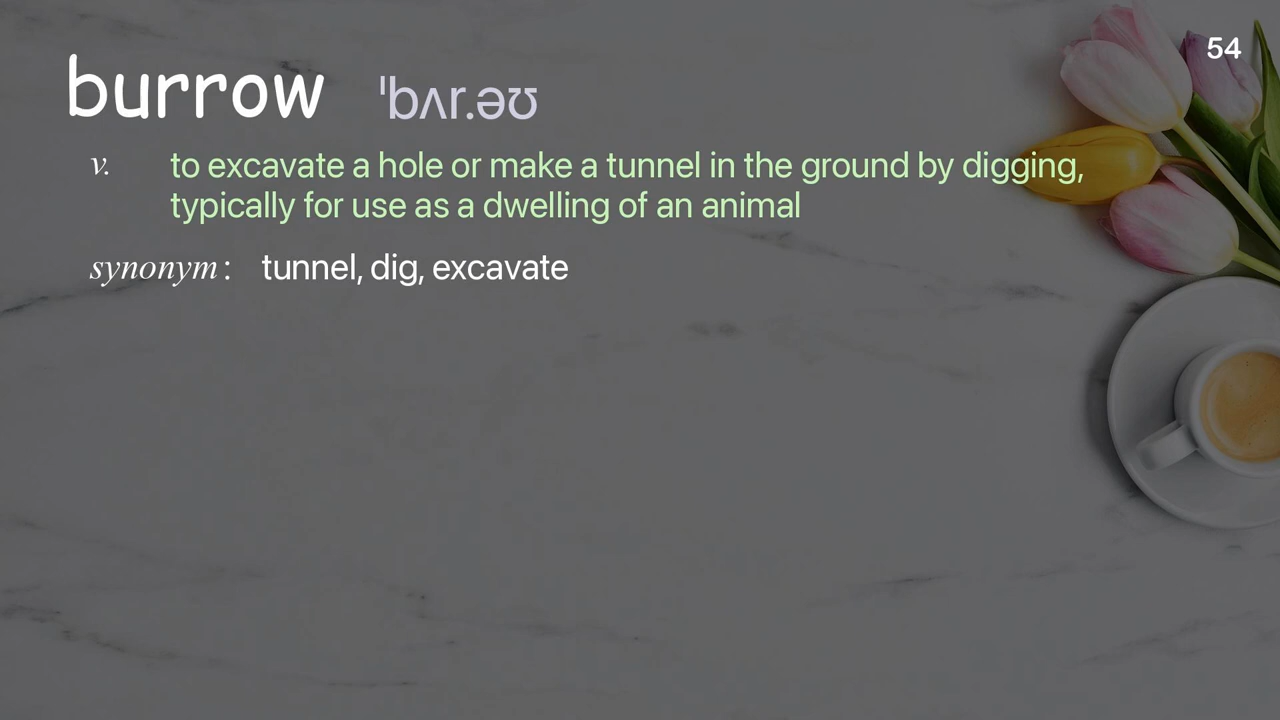 54
burrow ˈbʌr.əʊ
v. to excavate a hole or make a tunnel in the ground by digging,
typically for use as a dwelling of an animal
synonym: tunnel, dig, excavate